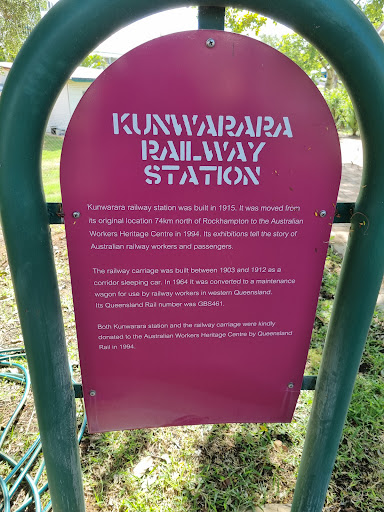 KUNWARARA
RAILWAY
STATION
Kunwarara railway station was built in 1915. It was moved from
its original location 74km north of Rockhampton to the Australian
Workers Heritage Centre in 1994. Its exhibitions tell the story of
Australian railway workers and passengers.
The railway carriage was built between 1903 and 1912 as a
corridor sleeping car. In 1964 it was converted to a maintenance
wagon for use by railway workers in western Queensland.
Its Queensland Rail number was GBS461.
Both Kunwarara station and the railway carriage were kindly
donated to the Australian Workers Heritage Centre by Queensland
Rail in 1994.